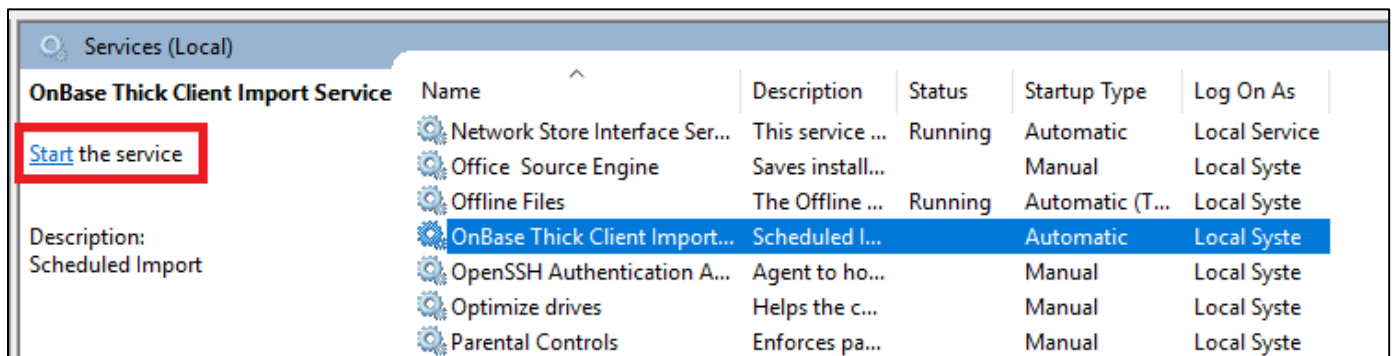 Services (Local)
OnBase Thick Client Import Service
Start the service
Description:
Scheduled Import
Name Description Status Startup Type Log On As
Network Store Interface Ser... This service ... Running Automatic Local Service
Office  Source Engine Saves install... Manual Local Syste
Offline Files The Offline ... Running Automatic (T... Local Syste
OnBase Thick Client Import... Scheduled I... Automatic Local Syste
OpenSSH Authentication A... Agent to ho... Manual Local Syste
Optimize drives Helps the c... Manual Local Syste
Parental Controls Enforces pa... Manual Local Syste